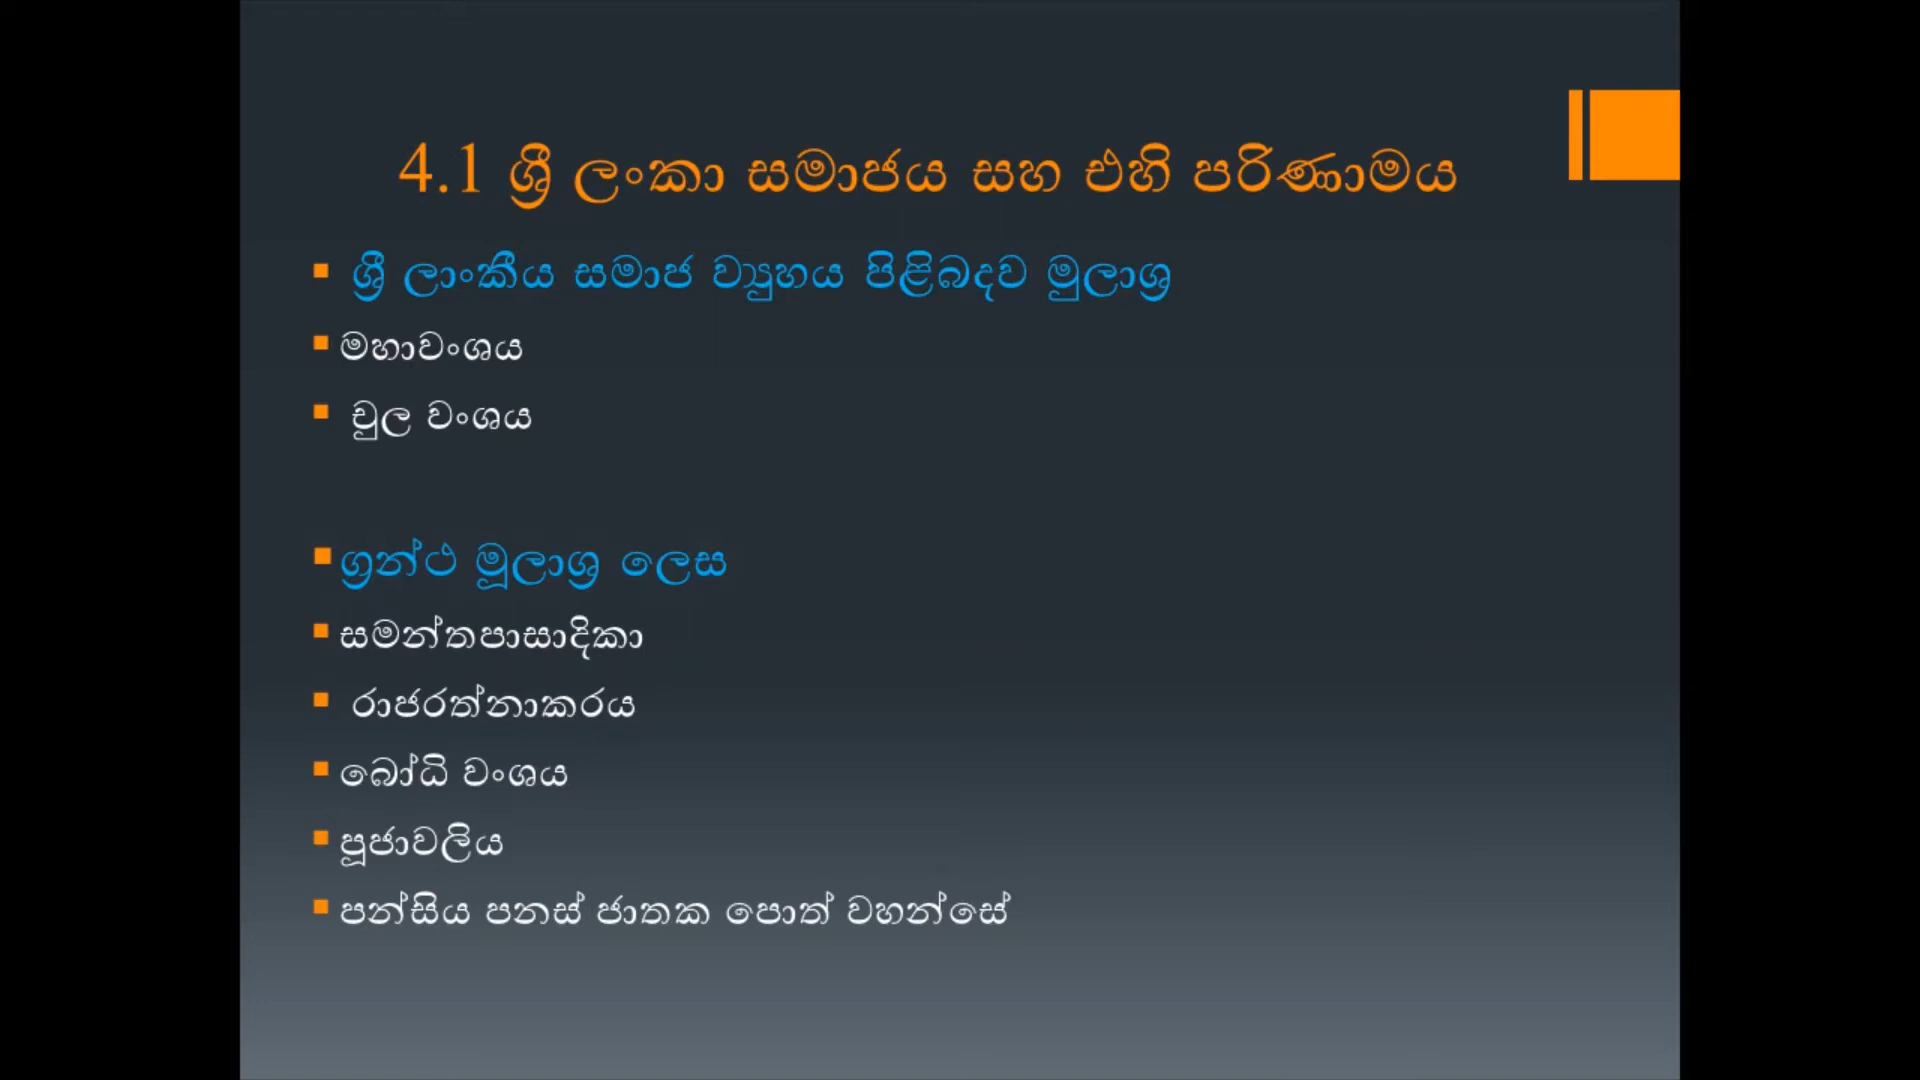 4.1 ශ්‍රී ලංකා සමාජය සහ එහි පරිණාමය
ශ්‍රී ලාංකීය සමාජ ව්‍යුහය පිළිබදව මුලාශ්‍ර
මහාවංශය
චුල වංශය
ග්‍රන්ථ මූලාශ්‍ර ලෙස
සමන්තපාසාදිකා
රාජරත්නාකරය
බෝධි වංශය
පූජාවලිය
පන්සිය පනස් ජාතක පොත් වහන්සේ